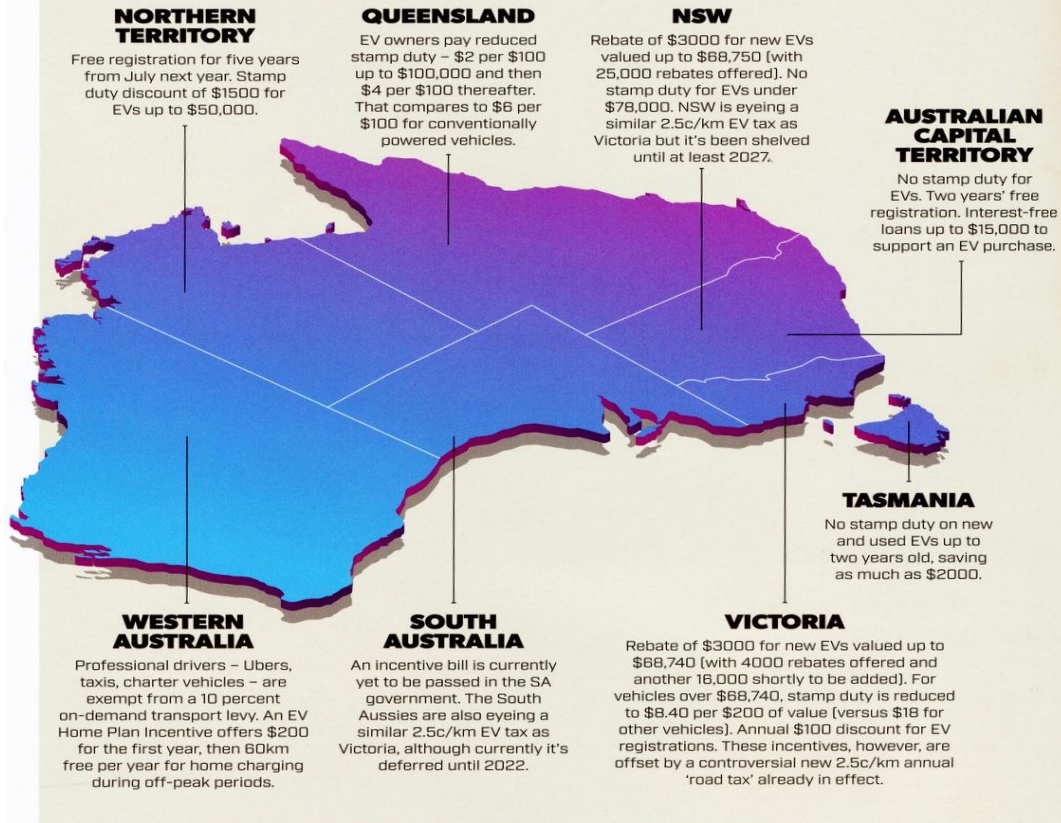 NORTHERN
TERRITORY
Free registration for five years
from July next year. Stamp
duty discount of $1500 for
EVs up to $50,000.
QUEENSLAND
EV owners pay reduced
stamp duty – $2 per $100
up to $100,000 and then
$4 per $100 thereafter.
That compares to $6 per
$100 for conventionally
powered vehicles.
NSW
Rebate of $3000 for new EVs
valued up to $68,750 (with
25,000 rebates offered). No
stamp duty for EVs under
$78,000. NSW is eyeing a
similar 2.5c/km EV tax as
Victoria but it's been shelved
until at least 2027.
AUSTRALIAN
CAPITAL
TERRITORY
No stamp duty for
EVs. Two years' free
registration. Interest-free
loans up to $15,000 to
support an EV purchase.
TASMANIA
No stamp duty on new
and used EVs up to
two years old, saving
as much as $2000.
WESTERN
AUSTRALIA
Professional drivers – Ubers,
taxis, charter vehicles – are
exempt from a 10 percent
on-demand transport levy. An EV
Home Plan Incentive offers $200
for the first year, then 60km
free per year for home charging
during off-peak periods.
SOUTH
AUSTRALIA
An incentive bill is currently
yet to be passed in the SA
government. The South
Aussies are also eyeing a
similar 2.5c/km EV tax as
Victoria, although currently it's
deferred until 2022.
VICTORIA
Rebate of $3000 for new EVs valued up to
$68,740 (with 4000 rebates offered and
another 16,000 shortly to be added). For
vehicles over $68,740, stamp duty is reduced
to $8.40 per $200 of value (versus $18 for
other vehicles). Annual $100 discount for EV
registrations. These incentives, however, are
offset by a controversial new 2.5c/km annual
'road tax' already in effect.